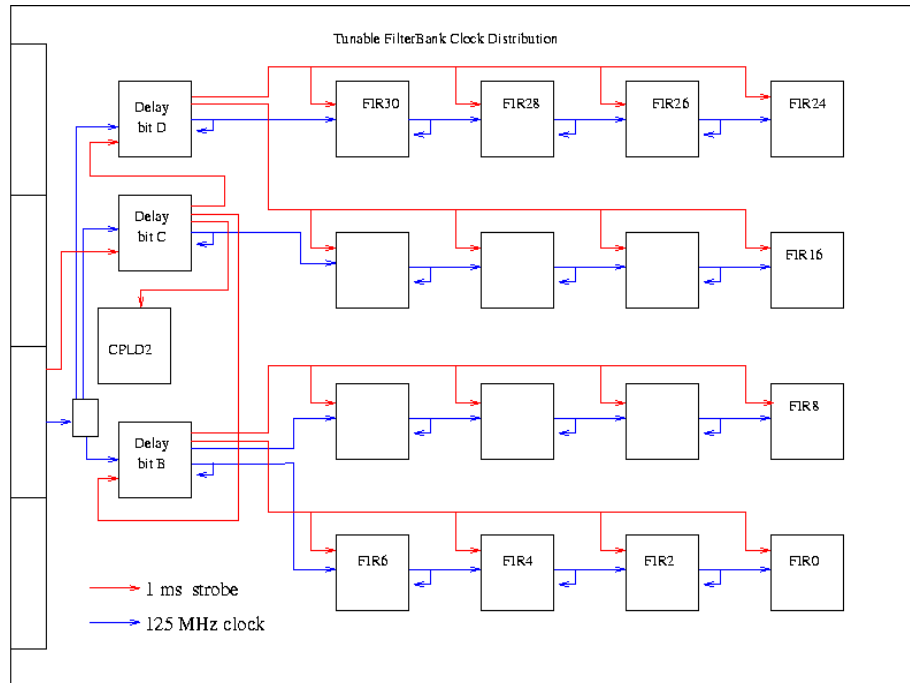 Tunable FilterBank Clock Distribution
Delay
bit D
FIR30
FIR28
FIR26
FIR24
Delay
bit C
FIR16
CPLD2
Delay
bit B
FIR8
FIR6
FIR4
FIR2
FIR0
1 ms strobe
125 MHz clock